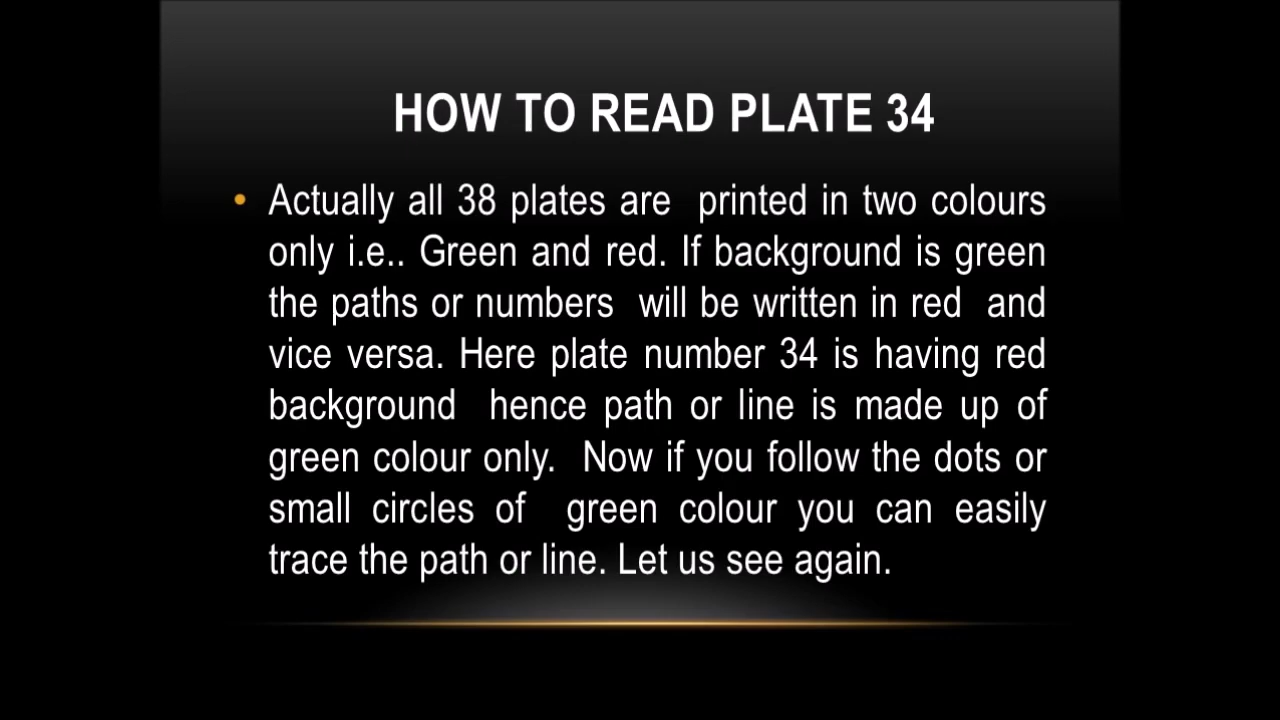 HOW TO READ PLATE 34
• Actually all 38 plates are printed in two colours
only i.e.. Green and red. If background is green
the paths or numbers will be written in red and
vice versa. Here plate number 34 is having red
background hence path or line is made up of
green colour only. Now if you follow the dots or
small circles of green colour you can easily
trace the path or line. Let us see again.